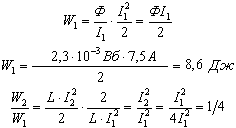 W₁ = Ф/I₁ · I₁²/2 = ФI₁/2
W₁ = 2,3·10⁻³ Вб · 7,5 А / 2 = 8,6 Дж
W₂/W₁ = L·I₂²/2 · 2/L·I₁² = I₂²/I₁² = I₁²/4I₁² = 1/4